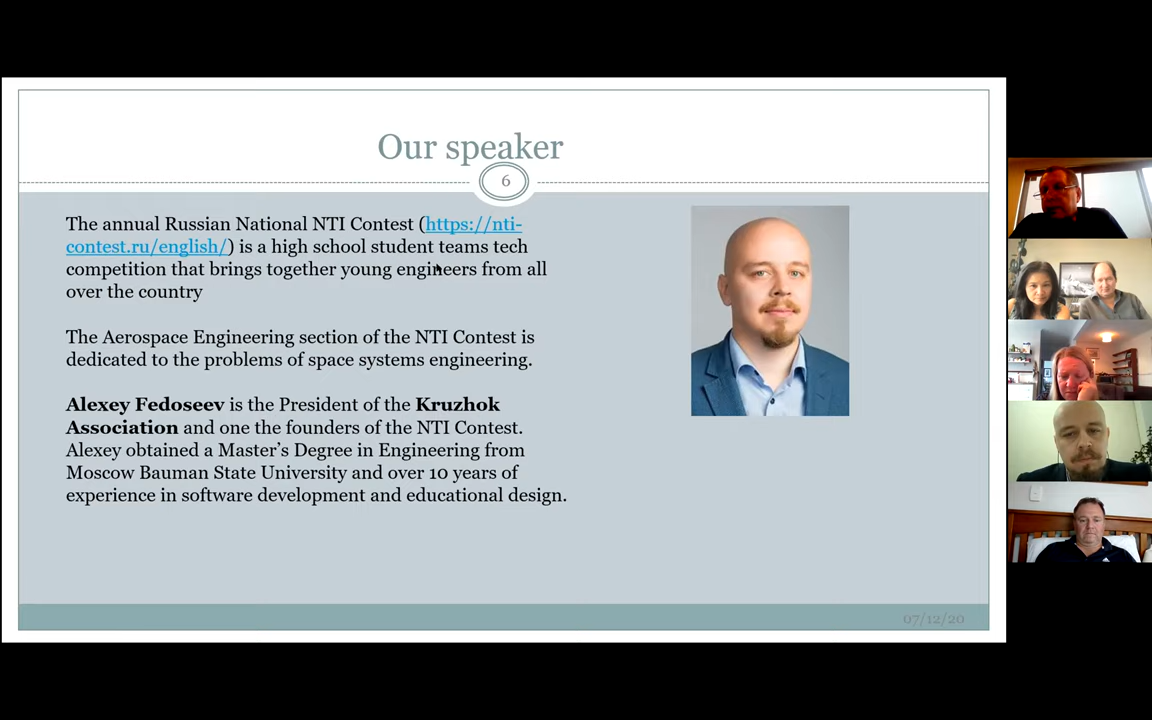 Our speaker
6
The annual Russian National NTI Contest (https://nti-
contest.ru/english/) is a high school student teams tech
competition that brings together young engineers from all
over the country
The Aerospace Engineering section of the NTI Contest is
dedicated to the problems of space systems engineering.
Alexey Fedoseev is the President of the Kruzhok
Association and one the founders of the NTI Contest.
Alexey obtained a Master’s Degree in Engineering from
Moscow Bauman State University and over 10 years of
experience in software development and educational design.
07/12/20